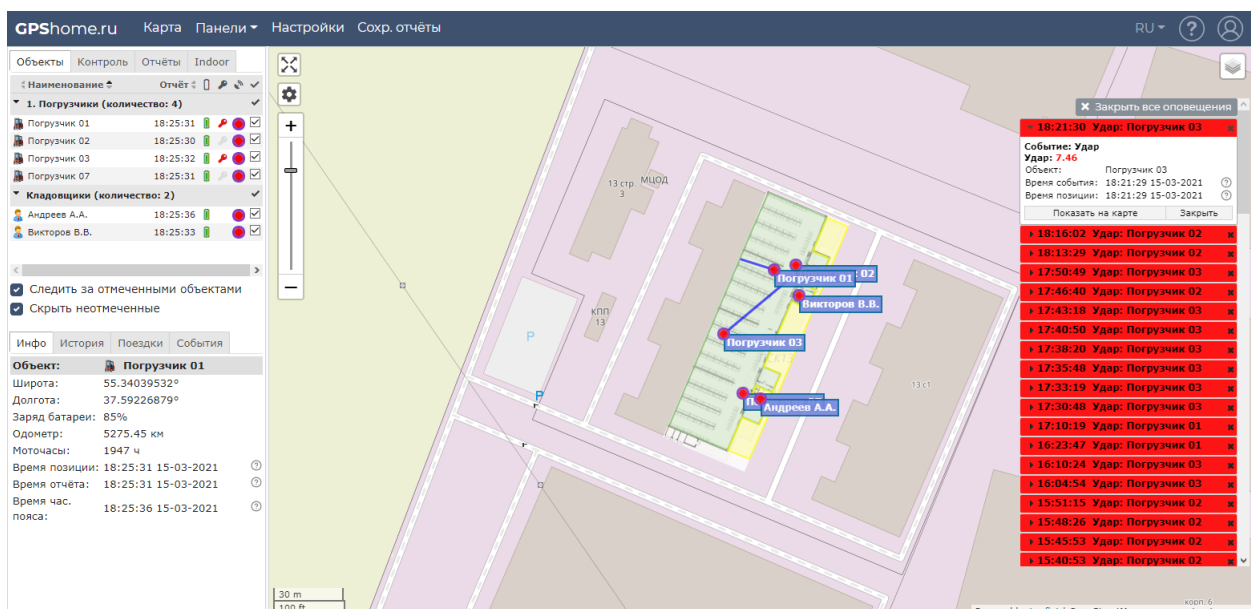 GPShome.ru Карта Панели Настройки Сохр. отчёты RU ?
Объекты Контроль Отчёты Indoor
Наименование Отчёт
1. Погрузчики (количество: 4)
Погрузчик 01 18:25:31
Погрузчик 02 18:25:30
Погрузчик 03 18:25:32
Погрузчик 07 18:25:31
Кладовщики (количество: 2)
Андреев А.А. 18:25:36
Викторов В.В. 18:25:33
Следить за отмеченными объектами
Скрыть неотмеченные
Инфо История Поездки События
Объект: Погрузчик 01
Широта: 55.34039532°
Долгота: 37.59226879°
Заряд батареи: 85%
Одометр: 5275.45 км
Моточасы: 1947 ч
Время позиции: 18:25:31 15-03-2021 ?
Время отчёта: 18:25:31 15-03-2021 ?
Время час.
пояса:
18:25:36 15-03-2021 ?
+
−
13 стр.
3
МЦОД
КПП
13
P
P
13 с1
Погрузчик 01
02
Викторов В.В.
Погрузчик 03
Андреев А.А.
30 m
100 ft
корп. 6
Закрыть все оповещения
18:21:30 Удар: Погрузчик 03
Событие: Удар
Удар: 7.46
Объект: Погрузчик 03
Время события: 18:21:29 15-03-2021 ?
Время позиции: 18:21:29 15-03-2021 ?
Показать на карте Закрыть
18:16:02 Удар: Погрузчик 02
18:13:29 Удар: Погрузчик 02
17:50:49 Удар: Погрузчик 03
17:46:40 Удар: Погрузчик 02
17:43:18 Удар: Погрузчик 03
17:40:50 Удар: Погрузчик 03
17:38:20 Удар: Погрузчик 03
17:35:48 Удар: Погрузчик 03
17:33:19 Удар: Погрузчик 03
17:30:48 Удар: Погрузчик 03
17:10:19 Удар: Погрузчик 01
16:23:47 Удар: Погрузчик 01
16:10:24 Удар: Погрузчик 03
16:04:54 Удар: Погрузчик 03
15:51:15 Удар: Погрузчик 02
15:48:26 Удар: Погрузчик 02
15:45:53 Удар: Погрузчик 02
15:40:53 Удар: Погрузчик 02